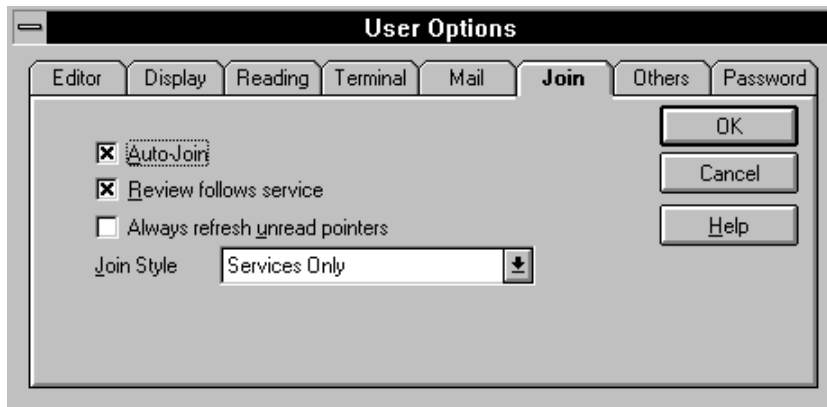 User Options
Editor Display Reading Terminal Mail Join Others Password
OK
Auto-Join
Cancel
Review follows service
Always refresh unread pointers
Help
Join Style Services Only